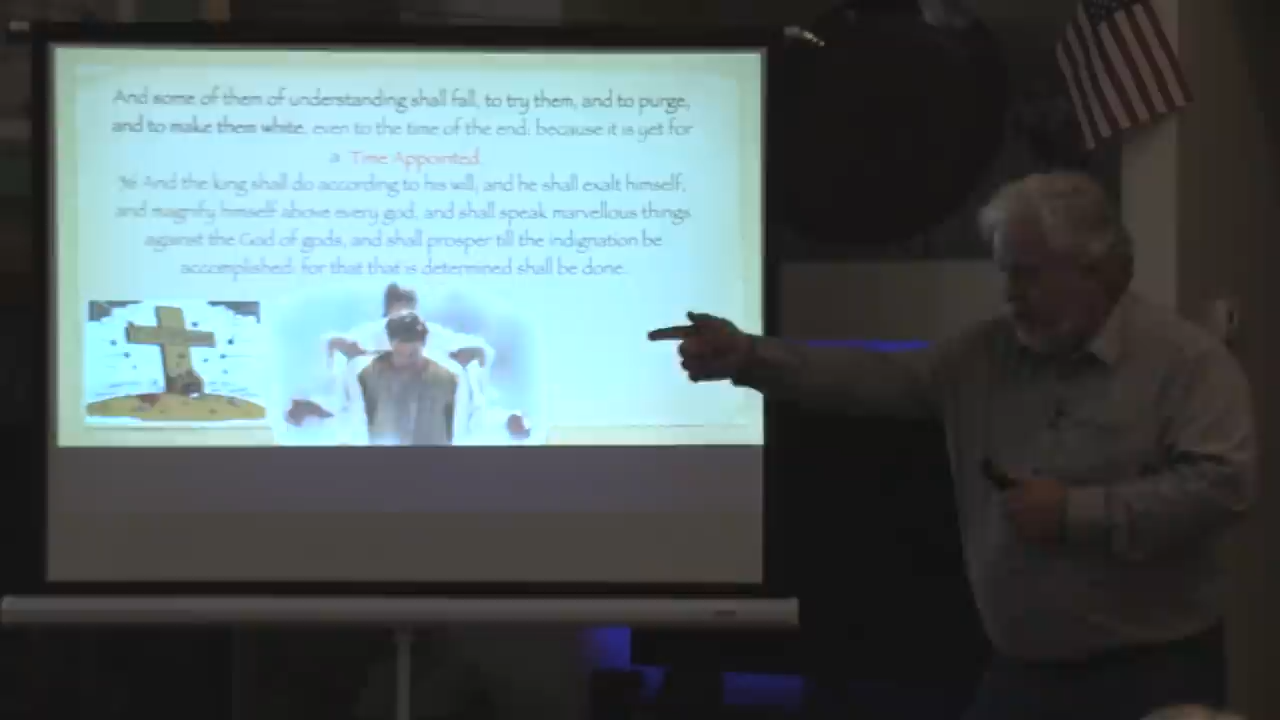 And some of them of understanding shall fall, to try them, and to purge,
and to make them white, even to the time of the end: because it is yet for
a Time Appointed.
36 And the king shall do according to his will, and he shall exalt himself,
and magnify himself above every god, and shall speak marvellous things
against the God of gods, and shall prosper till the indignation be
accomplished: for that that is determined shall be done.